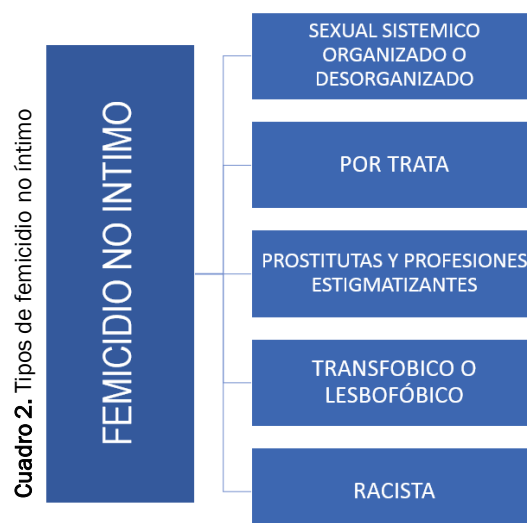 Cuadro 2. Tipos de femicidio no íntimo
FEMICIDIO NO INTIMO
SEXUAL SISTEMICO
ORGANIZADO O
DESORGANIZADO
POR TRATA
PROSTITUTAS Y PROFESIONES
ESTIGMATIZANTES
TRANSFOBICO O
LESBOFÓBICO
RACISTA